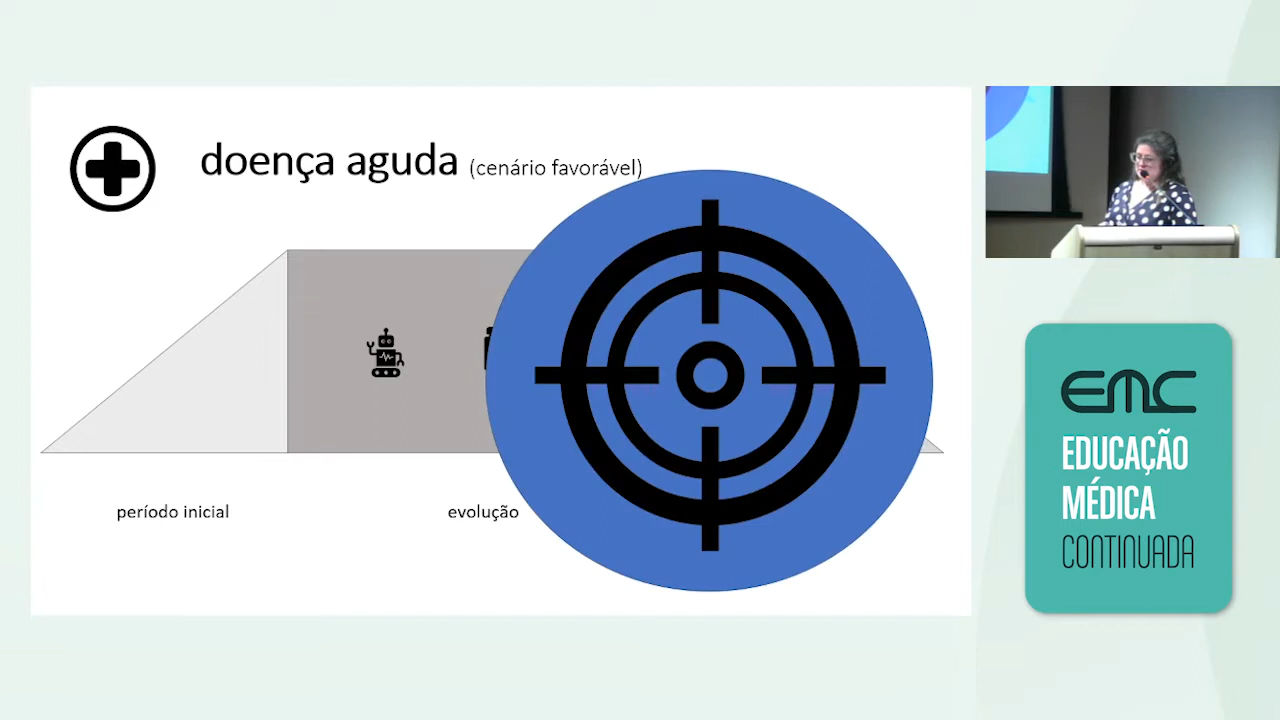 doença aguda (cenário favorável)
período inicial
evolução
EMC
EDUCAÇÃO
MÉDICA
CONTINUADA